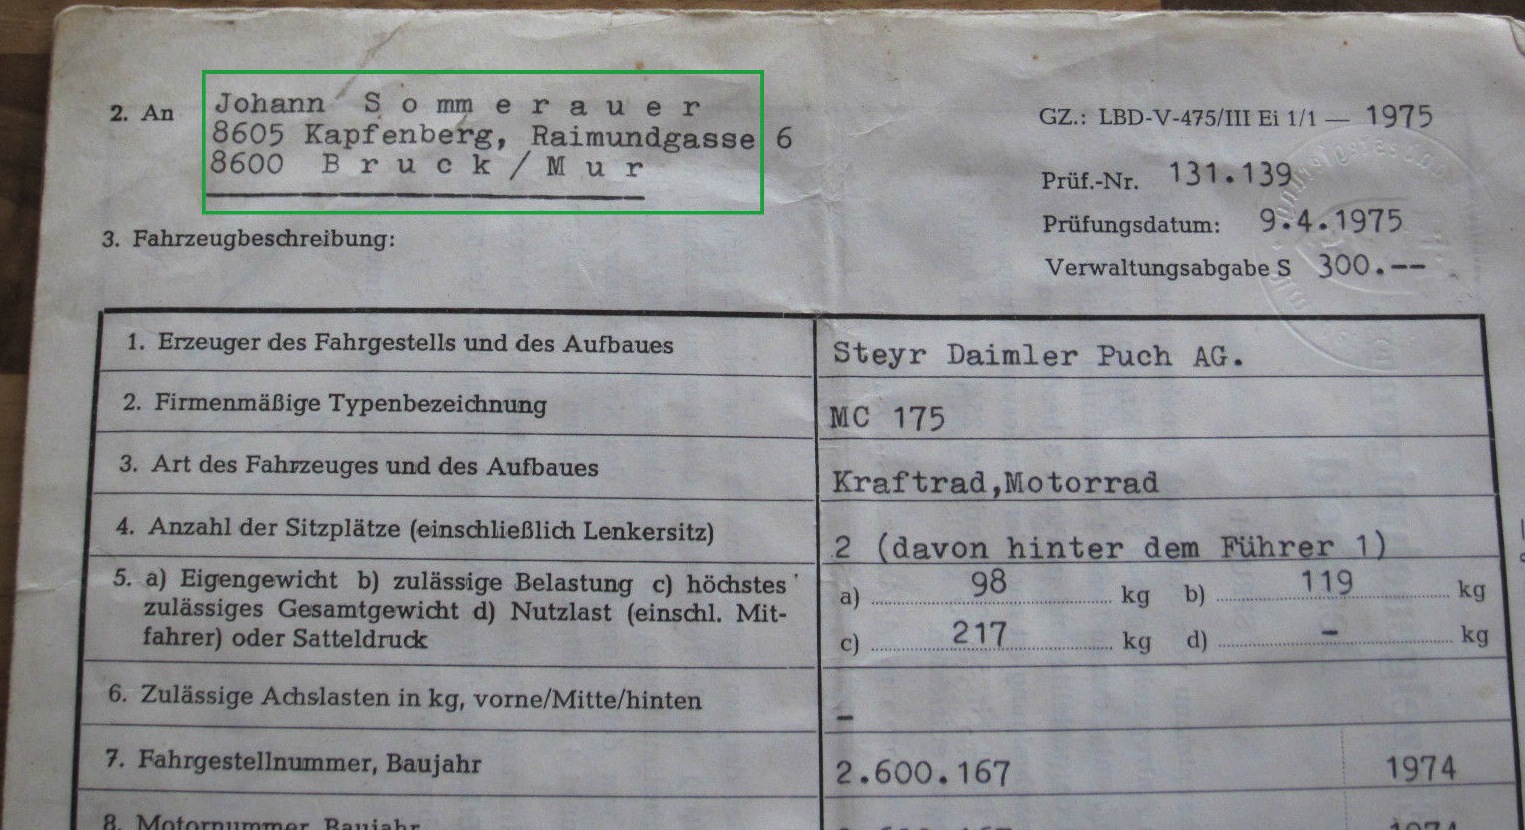 2. An Johann Sommerauer
8605 Kapfenberg, Raimundgasse 6
8600 Bruck/Mur
GZ.: LBD-V-475/III Ei 1/1 — 1975
Prüf.-Nr. 131.139
Prüfungsdatum: 9.4.1975
Verwaltungsabgabe S 300.--
3. Fahrzeugbeschreibung:
1. Erzeuger des Fahrgestells und des Aufbaues
Steyr Daimler Puch AG.
2. Firmenmäßige Typenbezeichnung
MC 175
3. Art des Fahrzeuges und des Aufbaues
Kraftrad,Motorrad
4. Anzahl der Sitzplätze (einschließlich Lenkersitz)
2 (davon hinter dem Führer 1)
5. a) Eigengewicht b) zulässige Belastung c) höchstes
zulässiges Gesamtgewicht d) Nutzlast (einschl. Mit-
fahrer) oder Satteldruck
a) 98 kg b) 119 kg
c) 217 kg d) - kg
6. Zulässige Achslasten in kg, vorne/Mitte/hinten
-
7. Fahrgestellnummer, Baujahr
2.600.167 1974
8. Motornummer, Baujahr